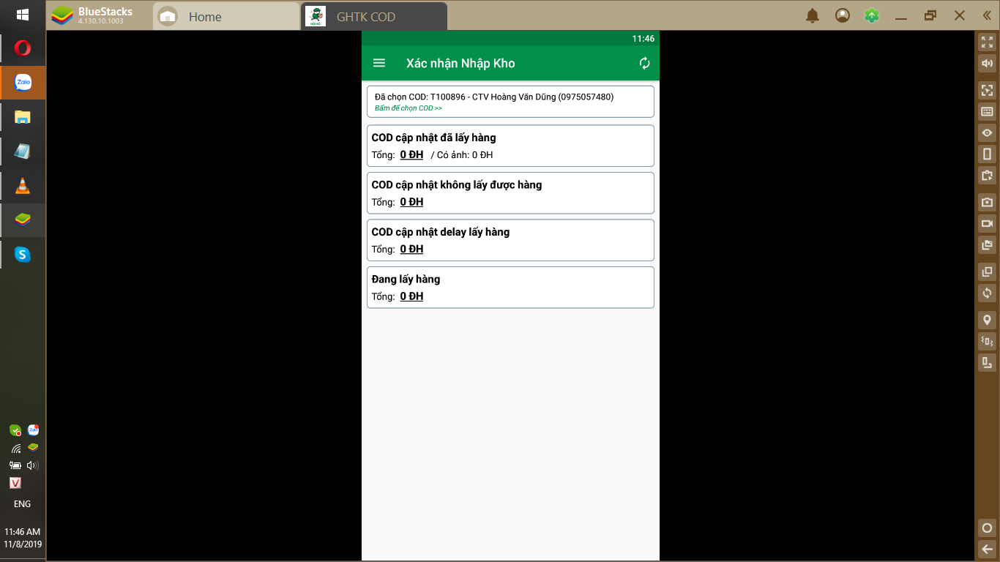 BlueStacks
4.130.10.1003
Home
GHTK COD
11:46
Xác nhận Nhập Kho
Đã chọn COD: T100896 - CTV Hoàng Văn Dũng (0975057480)
Bấm để chọn COD >>
COD cập nhật đã lấy hàng
Tổng: 0 ĐH / Có ảnh: 0 ĐH
COD cập nhật không lấy được hàng
Tổng: 0 ĐH
COD cập nhật delay lấy hàng
Tổng: 0 ĐH
Đang lấy hàng
Tổng: 0 ĐH
Zalo
S
Zalo
V
ENG
11:46 AM
11/8/2019